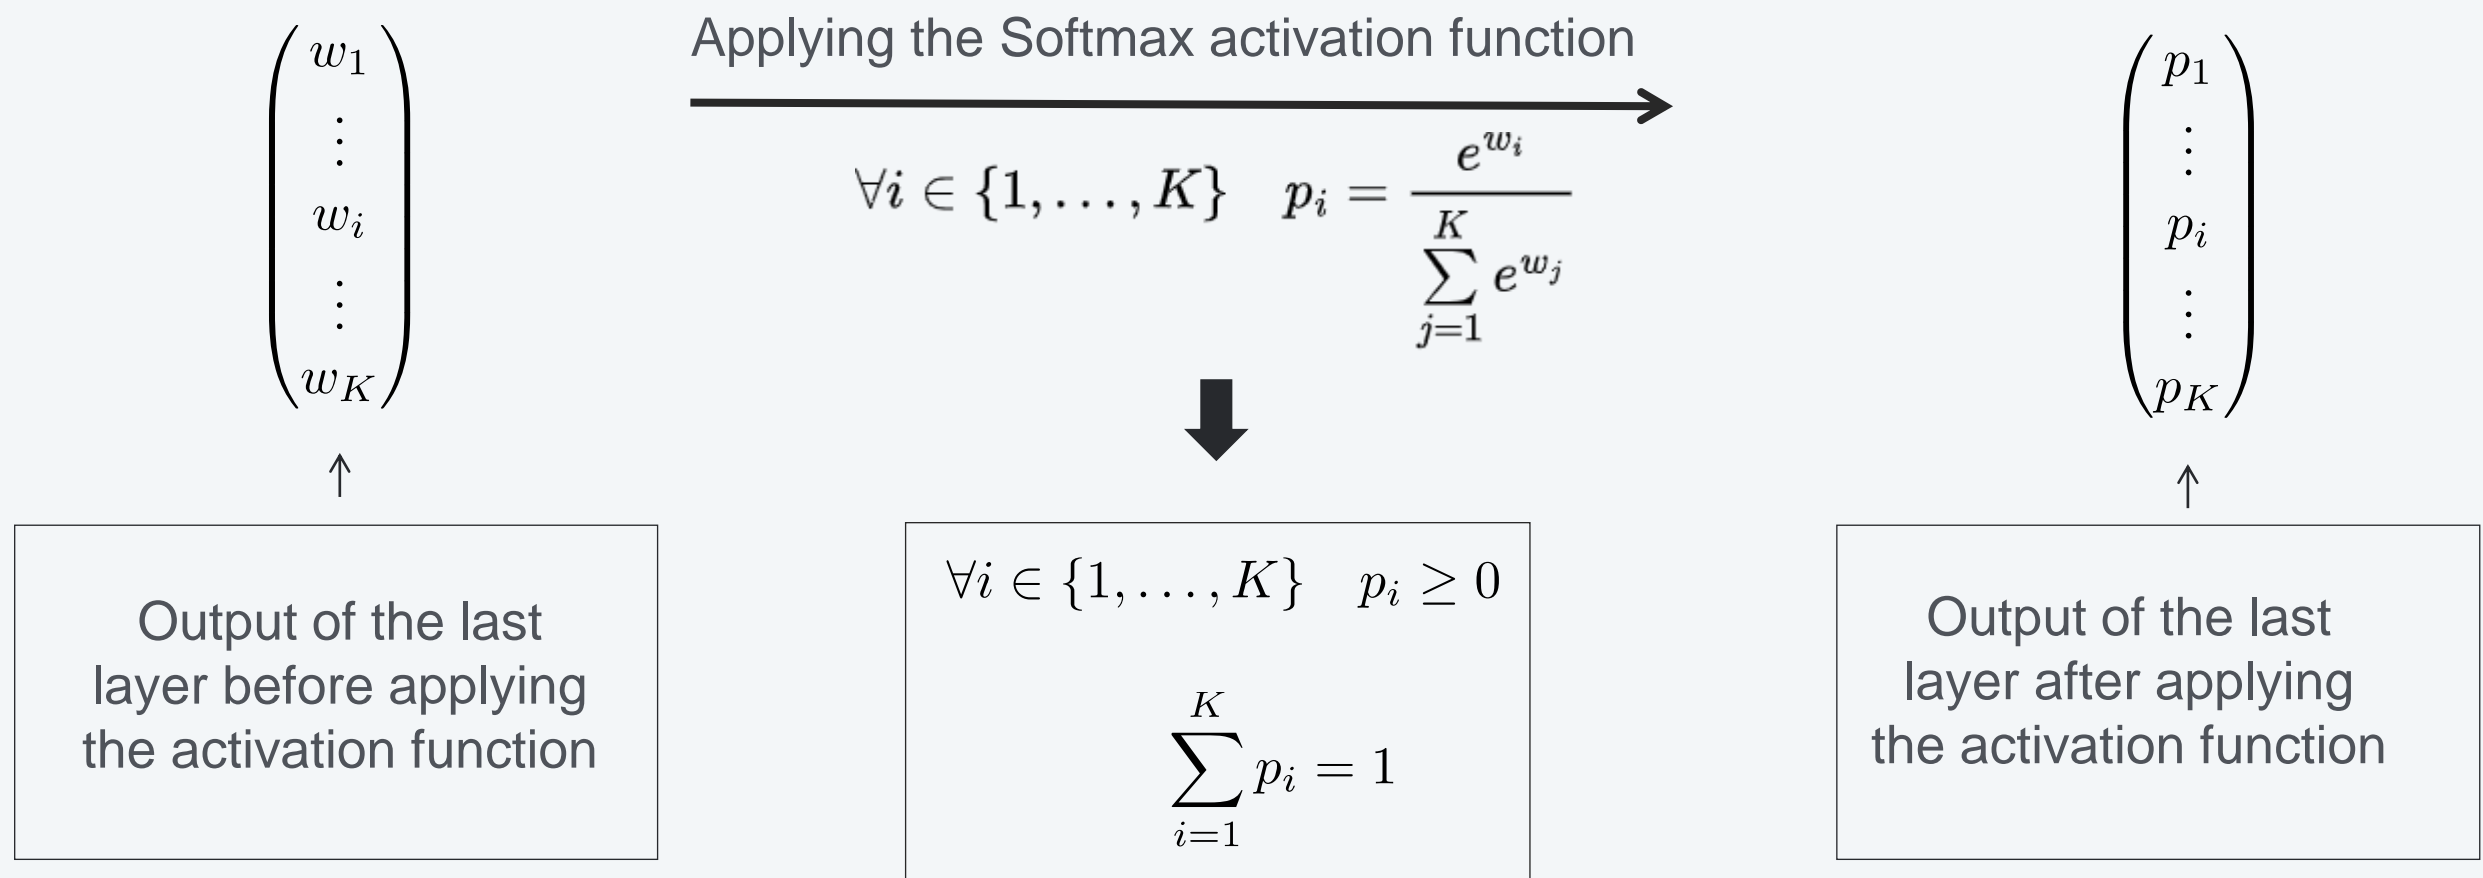 Applying the Softmax activation function
w_1
⋮
w_i
⋮
w_K
∀i ∈ {1, . . . , K}   p_i = e^{w_i} / \sum_{j=1}^{K} e^{w_j}
p_1
⋮
p_i
⋮
p_K
Output of the last
layer before applying
the activation function
∀i ∈ {1, . . . , K}   p_i ≥ 0
\sum_{i=1}^{K} p_i = 1
Output of the last
layer after applying
the activation function